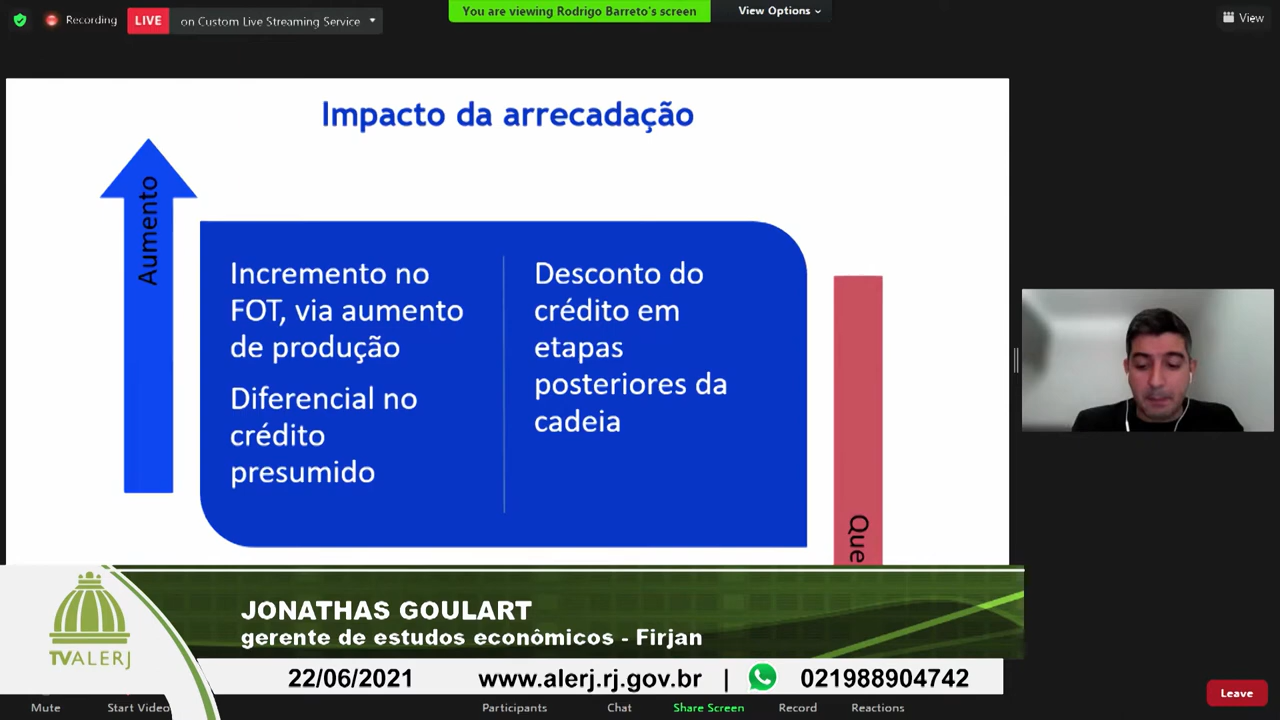 Recording
LIVE
on Custom Live Streaming Service
You are viewing Rodrigo Barreto's screen
View Options
View
Impacto da arrecadação
Aumento
Incremento no
FOT, via aumento
de produção
Diferencial no
crédito
presumido
Desconto do
crédito em
etapas
posteriores da
cadeia
Que
JONATHAS GOULART
gerente de estudos econômicos - Firjan
TVALERJ
22/06/2021
www.alerj.rj.gov.br | 021988904742
Mute
Start Video
Participants
Chat
Share Screen
Record
Reactions
Leave